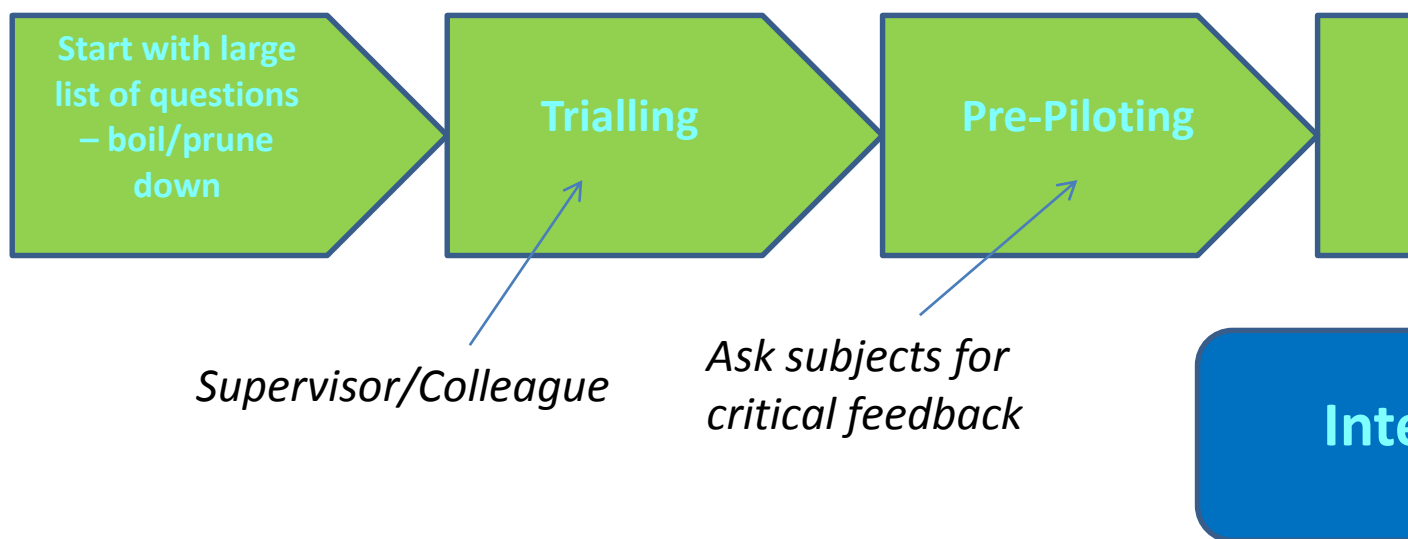 Start with large
list of questions
– boil/prune
down
Trialling
Pre-Piloting
Supervisor/Colleague
Ask subjects for
critical feedback